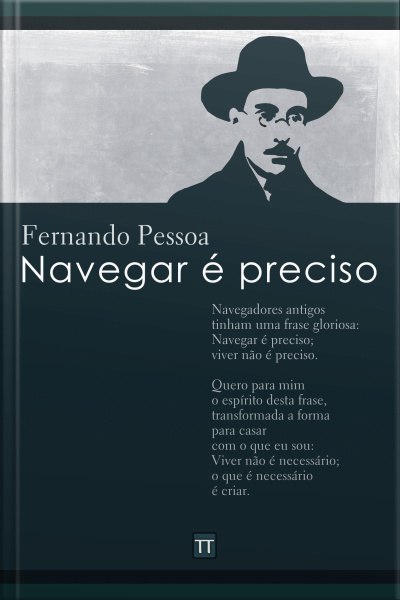 Fernando Pessoa
Navegar é preciso
Navegadores antigos
tinham uma frase gloriosa:
Navegar é preciso;
viver não é preciso.
Quero para mim
o espírito desta frase,
transformada a forma
para casar
com o que eu sou:
Viver não é necessário;
o que é necessário
é criar.
TT